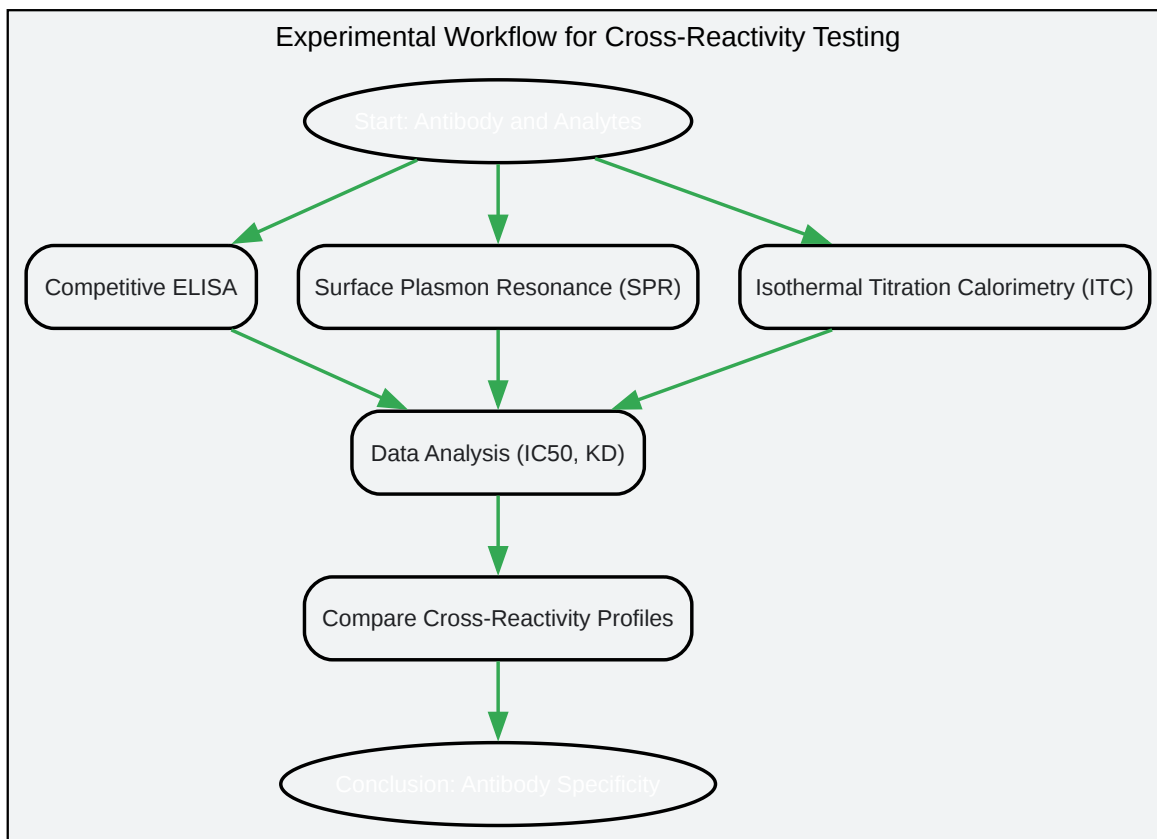 Experimental Workflow for Cross-Reactivity Testing
Start: Antibody and Analytes
Competitive ELISA
Surface Plasmon Resonance (SPR)
Isothermal Titration Calorimetry (ITC)
Data Analysis (IC50, KD)
Compare Cross-Reactivity Profiles
Conclusion: Antibody Specificity